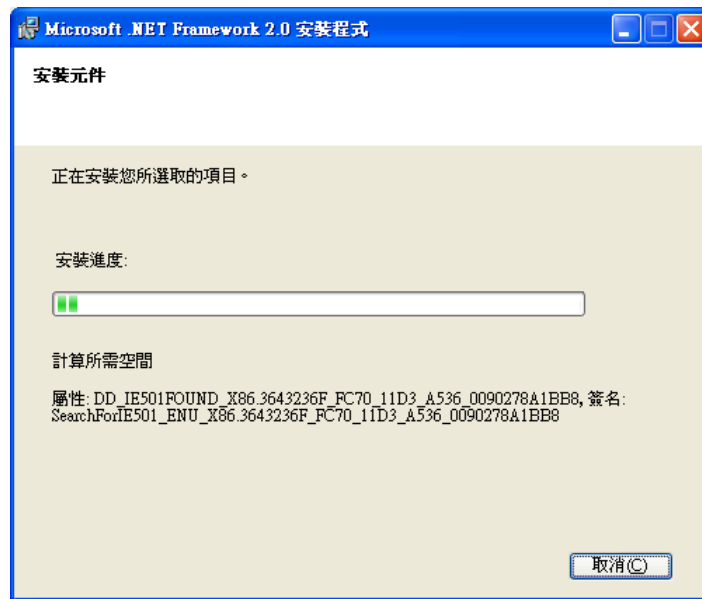 Microsoft .NET Framework 2.0 安裝程式
安裝元件
正在安裝您所選取的項目。
安裝進度:
計算所需空間
屬性: DD_IE501FOUND_X86.3643236F_FC70_11D3_A536_0090278A1BB8, 簽名:
SearchForIE501_ENU_X86.3643236F_FC70_11D3_A536_0090278A1BB8
取消(C)